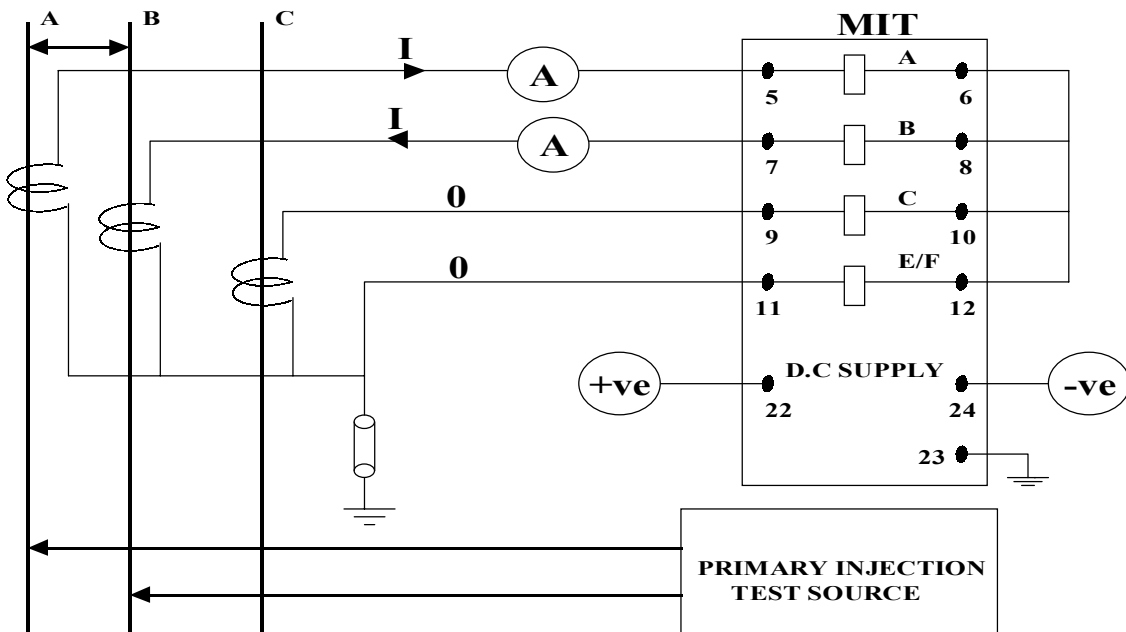 A
B
C
MIT
I
A
5
A
6
I
A
7
B
8
0
9
C
10
0
11
E/F
12
+ve
D.C SUPPLY
-ve
22
24
23
PRIMARY INJECTION
TEST SOURCE